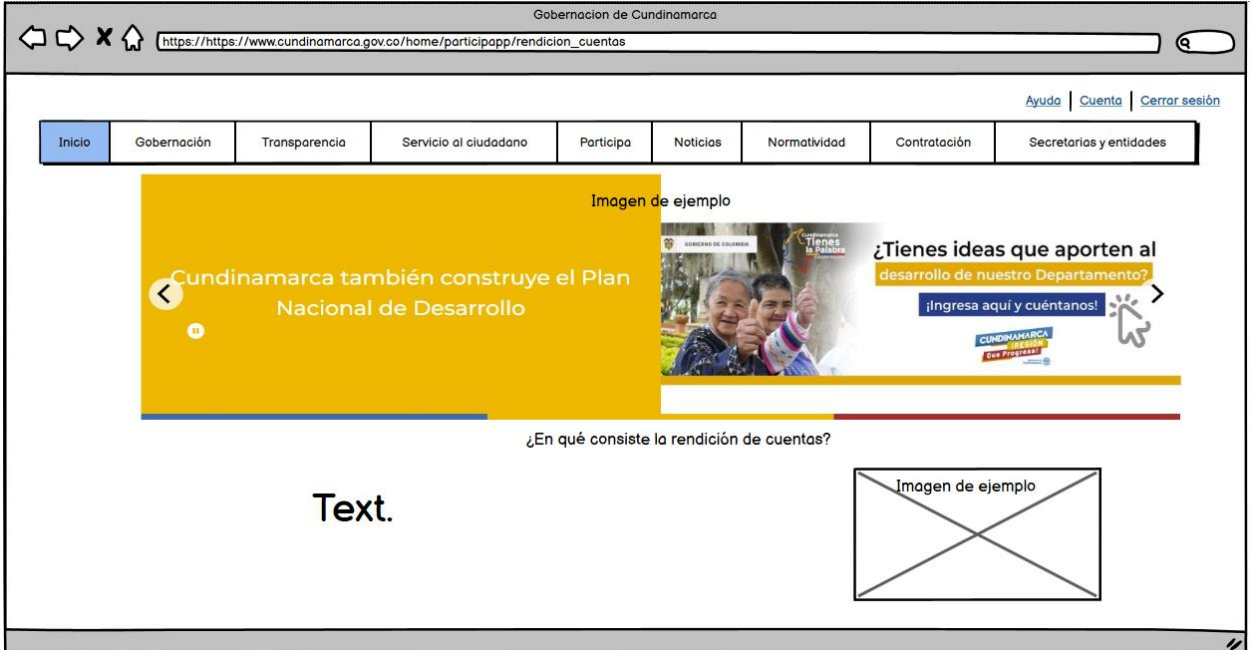 Gobernacion de Cundinamarca
https://https://www.cundinamarca.gov.co/home/participapp/rendicion_cuentas
Ayuda Cuenta Cerrar sesión
Inicio Gobernación Transparencia Servicio al ciudadano Participa Noticias Normatividad Contratación Secretarias y entidades
Imagen de ejemplo
Cundinamarca también construye el Plan
Nacional de Desarrollo
GOBIERNO DE COLOMBIA
Cundinamarca
Tienes
la Palabra
¿Tienes ideas que aporten al
desarrollo de nuestro Departamento?
¡Ingresa aquí y cuéntanos!
CUNDINAMARCA
¡REGIÓN
Que Progresa!
¿En qué consiste la rendición de cuentas?
Text.
Imagen de ejemplo